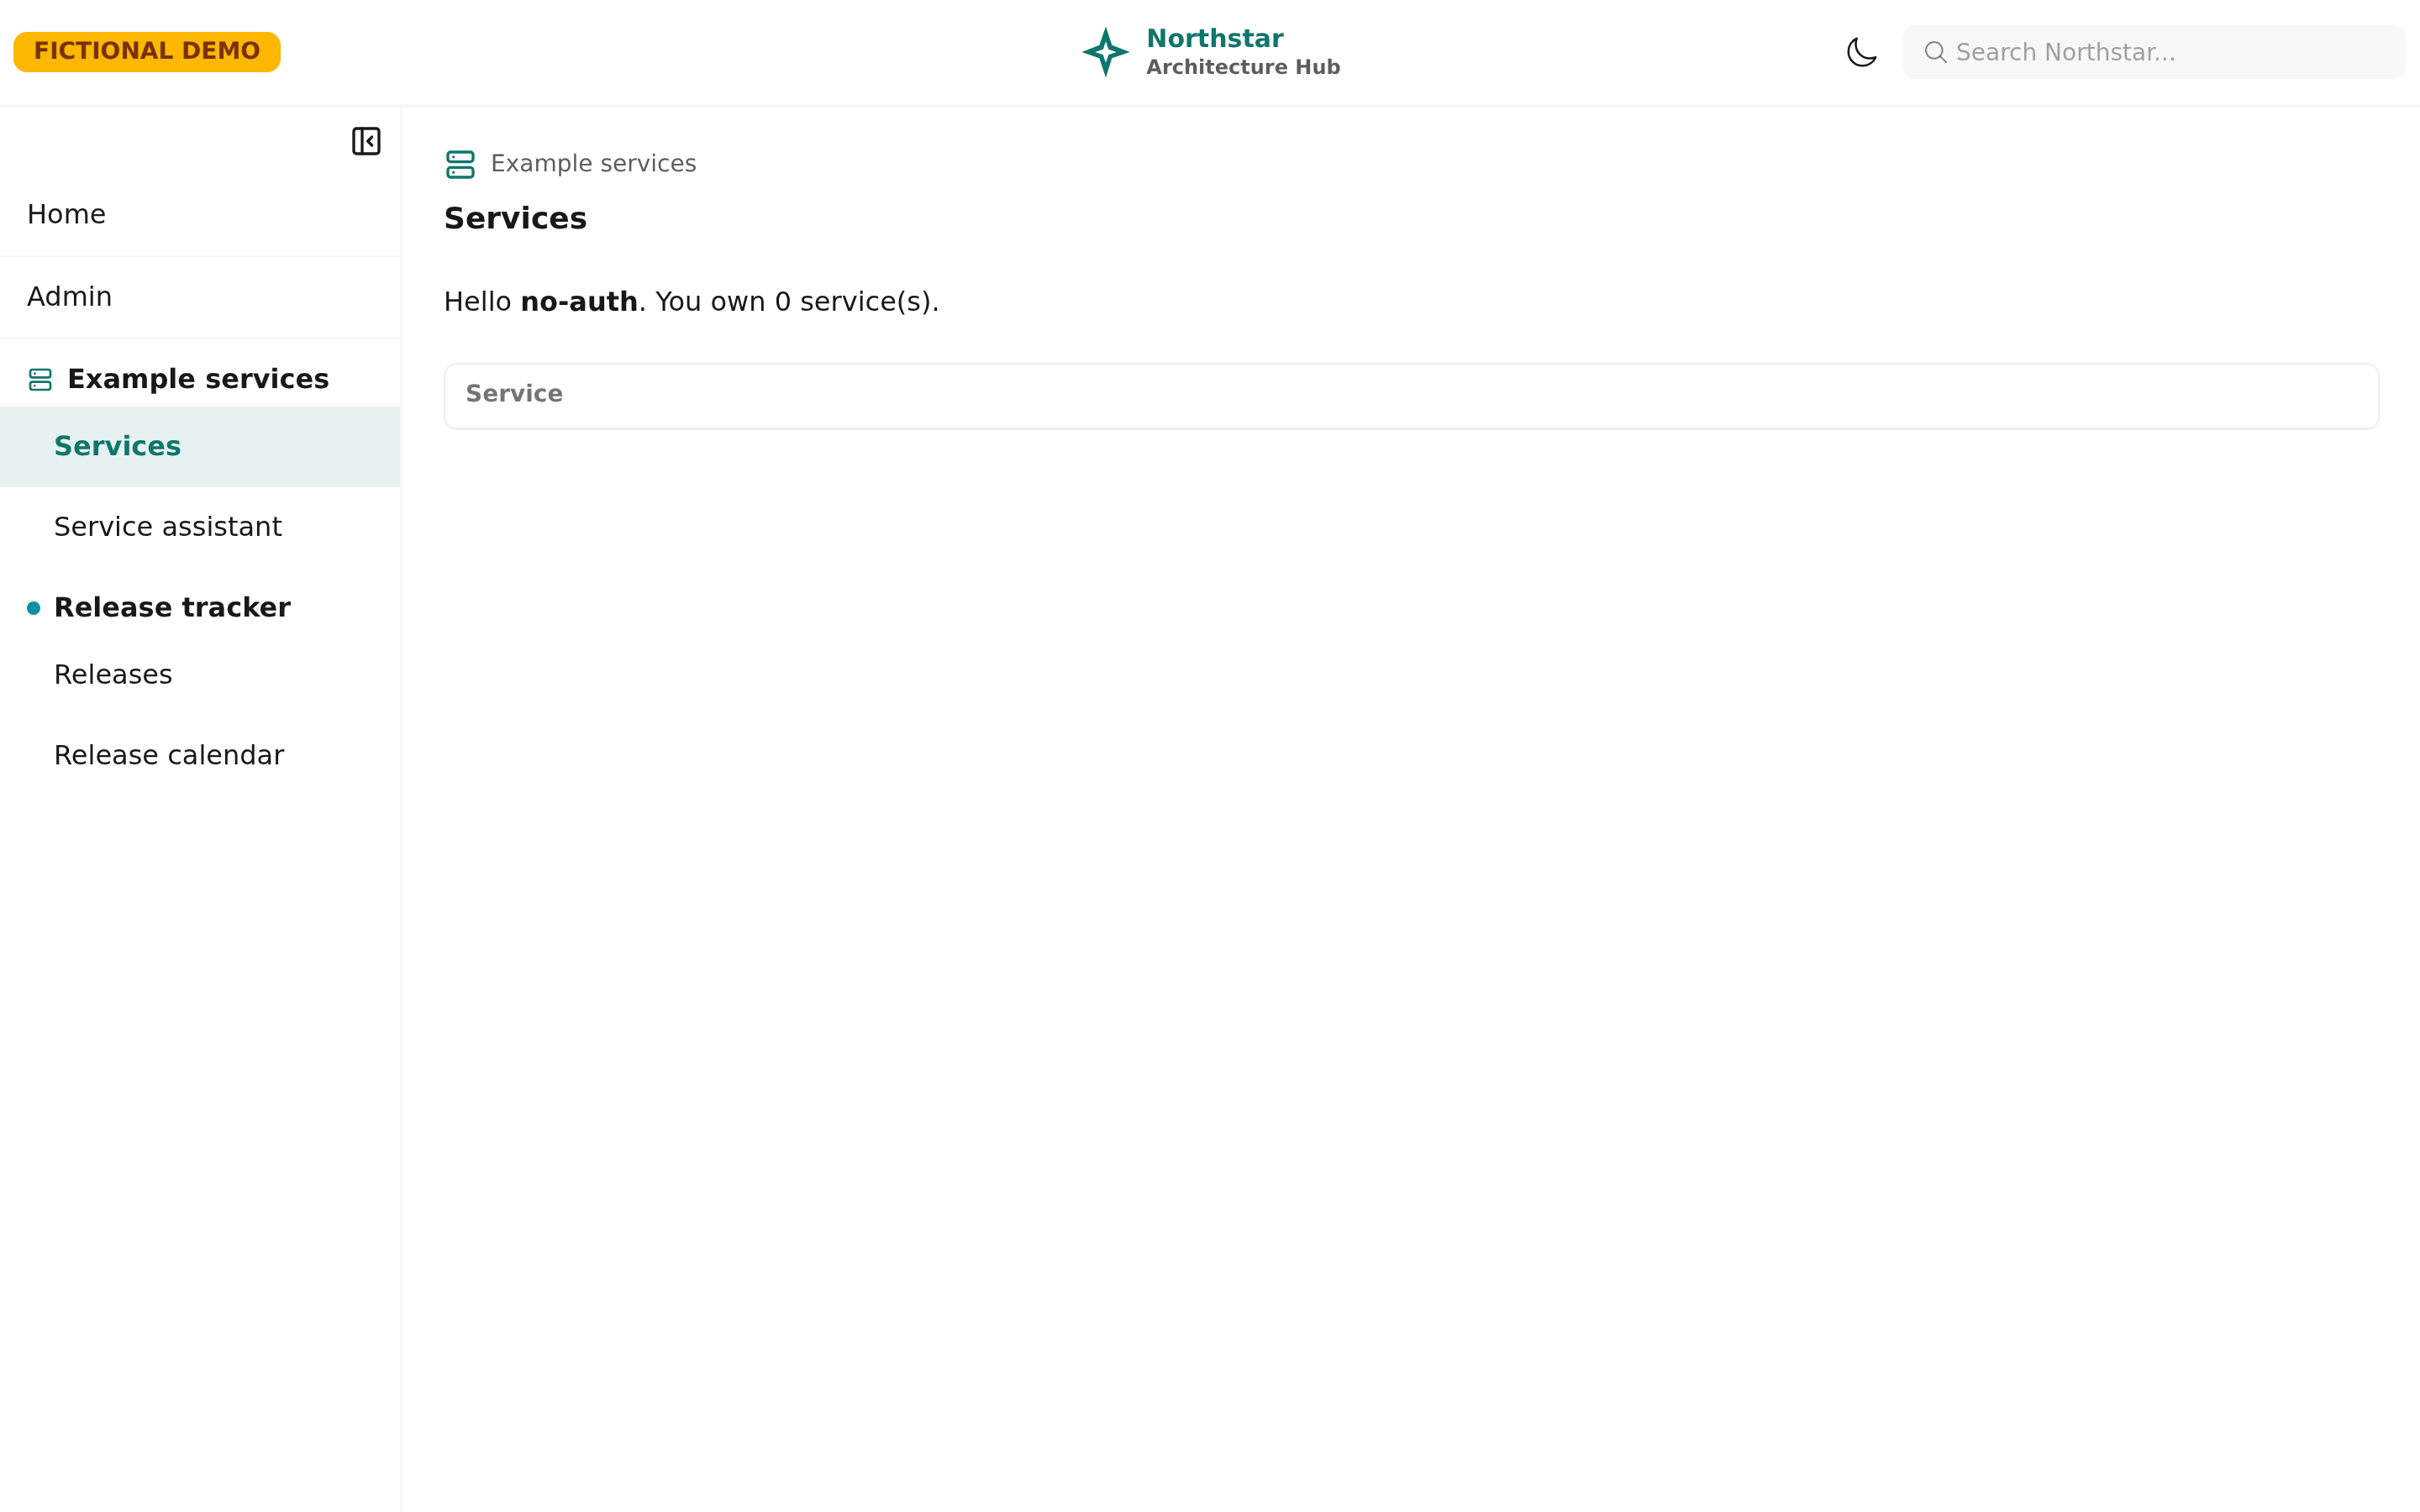 FICTIONAL DEMO
Northstar
Architecture Hub
Search Northstar...
Home
Admin
Example services
Services
Service assistant
Release tracker
Releases
Release calendar
Example services
Services
Hello no-auth. You own 0 service(s).
Service